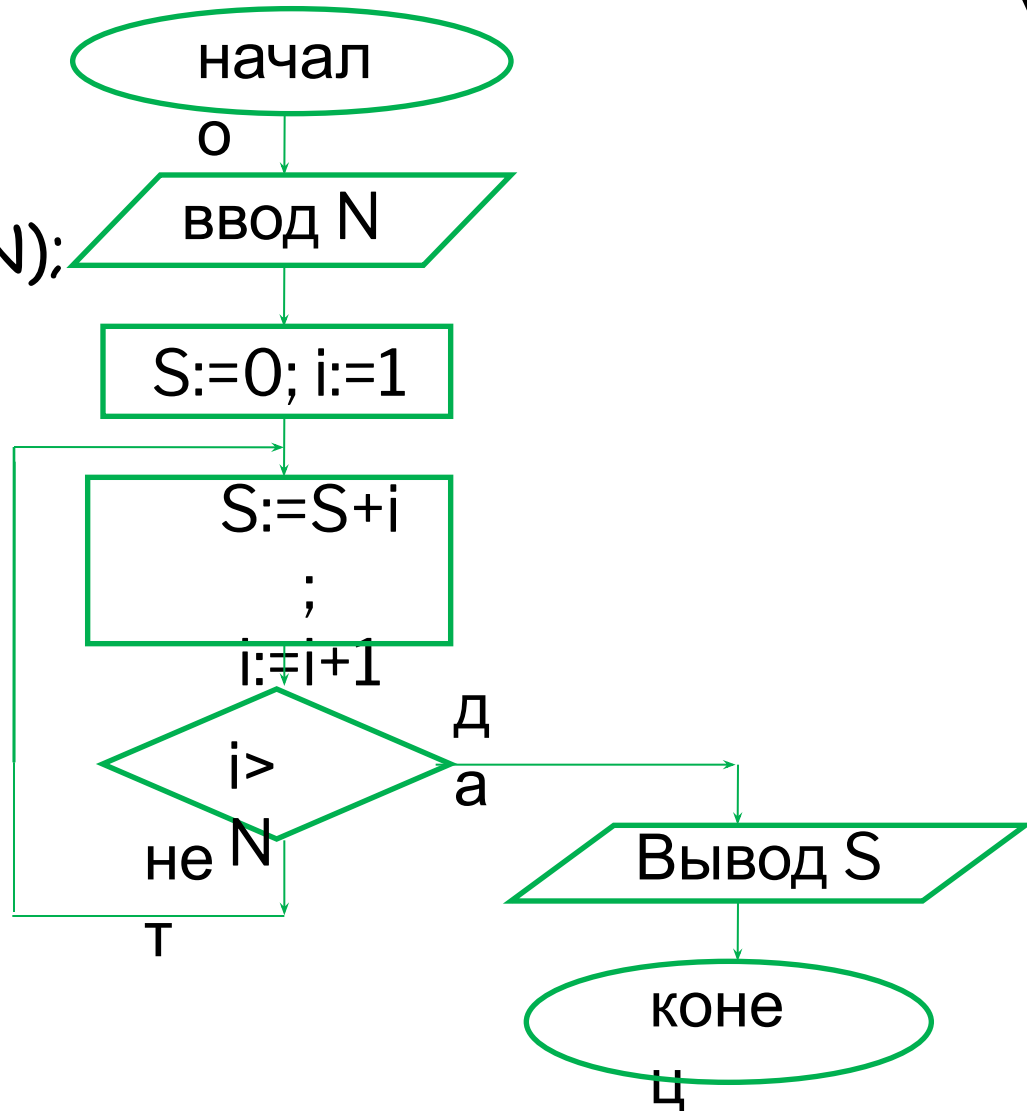 начал
о
ввод N
N);
S:=0; i:=1
S:=S+i
;
i:=i+1
i>
N
д
а
не
т
Вывод S
коне
ц